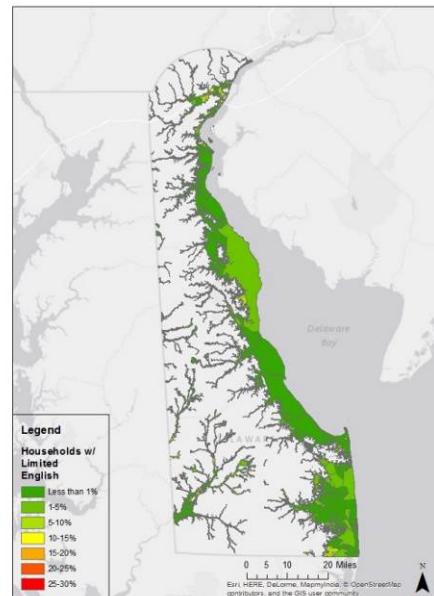 Delaware
Bay
DELAWARE
Legend
Households w/
Limited
English
Less than 1%
1-5%
5-10%
10-15%
15-20%
20-25%
25-30%
0 5 10 20 Miles
Esri, HERE, DeLorme, MapmyIndia, © OpenStreetMap
contributors, and the GIS user community
N